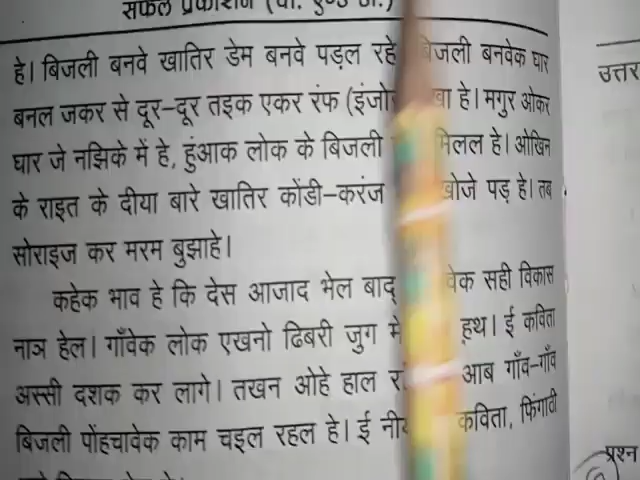 सफल प्रकाशन
हे। बिजली बनवे खातिर डेम बनवे पड़ल रहे बिजली बनवेक घार
बनल जकर से दूर-दूर तइक एकर रंफ हे। मगुर ओकर
घार जे नझिके में हे, हुंआक लोक के बिजली मिलल हे। ओखिन
के राइत के दीया बारे खातिर कोंडी-करंज खोजे पड़ हे। तब
सोराइज कर मरम बुझाहे।
कहेक भाव हे कि देस आजाद भेल बाद सही विकास
नाञ हेल। गाँवेक लोक एखनो ढिबरी जुग में हथ। ई कविता
अस्सी दशक कर लागे। तखन ओहे हाल आब गाँव-गाँव
बिजली पोंहचावेक काम चइल रहल हे। ई कविता, फिंगाठी
उत्तर
प्रश्न